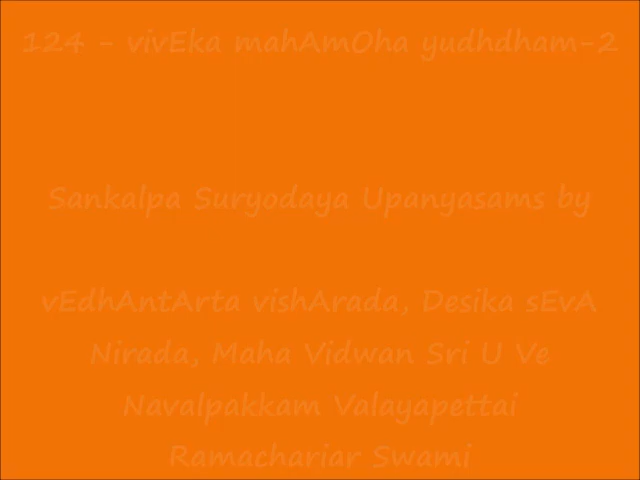 124 - vivEka mahAmOha yudhdham-2
Sankalpa Suryodaya Upanyasams by
vEdhAntArta vishArada, Desika sEvA
Nirada, Maha Vidwan Sri U Ve
Navalpakkam Valayapettai
Ramachariar Swami